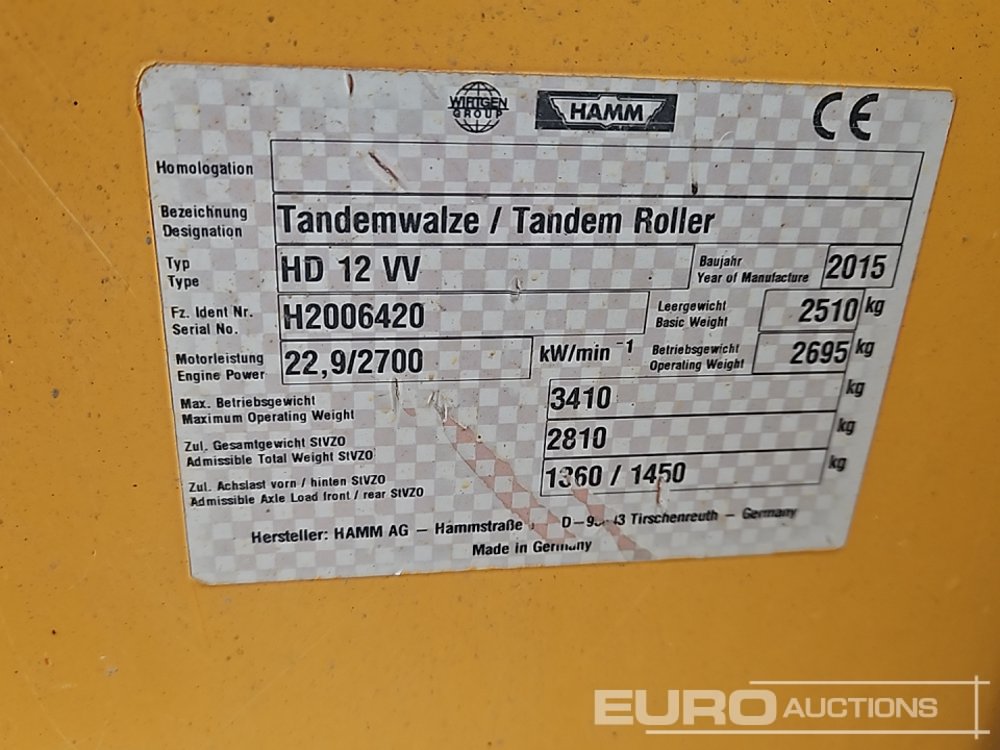 WIRTGEN GROUP
HAMM
CE
Homologation
Bezeichnung
Designation
Tandemwalze / Tandem Roller
Typ
Type
HD 12 VV
Baujahr
Year of Manufacture
2015
Fz. Ident Nr.
Serial No.
H2006420
Leergewicht
Basic Weight
2510 kg
Motorleistung
Engine Power
22,9/2700 kW/min⁻¹
Betriebsgewicht
Operating Weight
2695 kg
Max. Betriebsgewicht
Maximum Operating Weight
3410 kg
Zul. Gesamtgewicht StVZO
Admissible Total Weight StVZO
2810 kg
Zul. Achslast vorn / hinten StVZO
Admissible Axle Load front / rear StVZO
1360 / 1450 kg
Hersteller: HAMM AG – Hammstraße Tirschenreuth – Germany
Made in Germany
EURO AUCTIONS